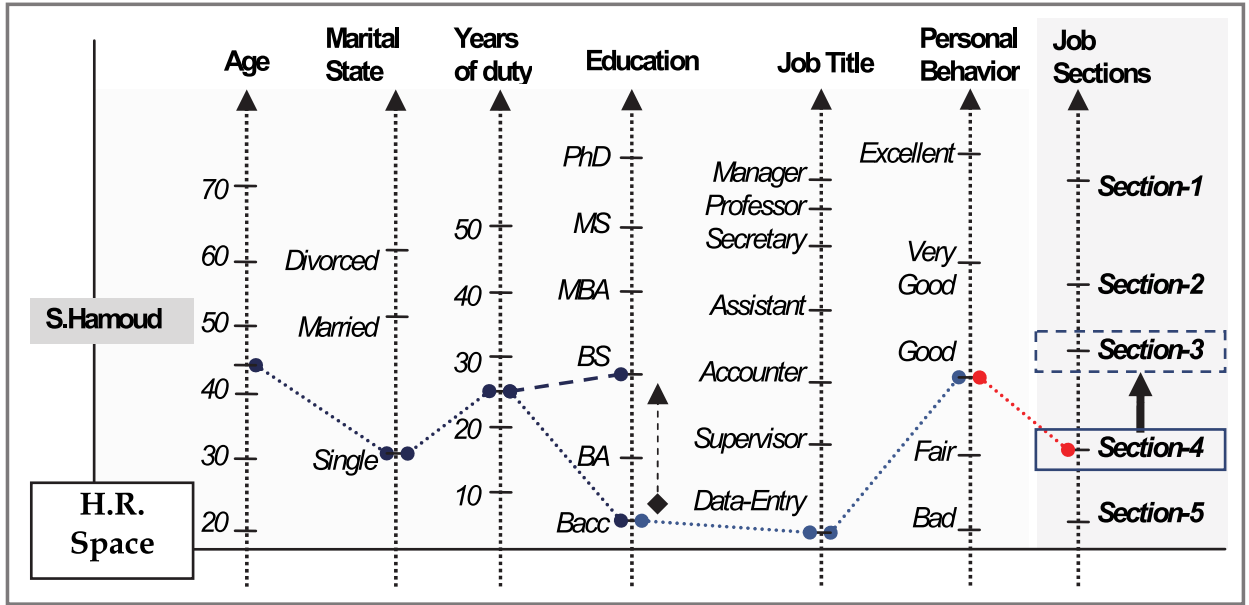 Age
Marital
State
Years
of duty
Education
Job Title
Personal
Behavior
Job
Sections
70
60
50
40
30
20
Divorced
Married
Single
50
40
30
20
10
PhD
MS
MBA
BS
BA
Bacc
Manager
Professor
Secretary
Assistant
Accounter
Supervisor
Data-Entry
Excellent
Very
Good
Good
Fair
Bad
Section-1
Section-2
Section-3
Section-4
Section-5
S.Hamoud
H.R.
Space